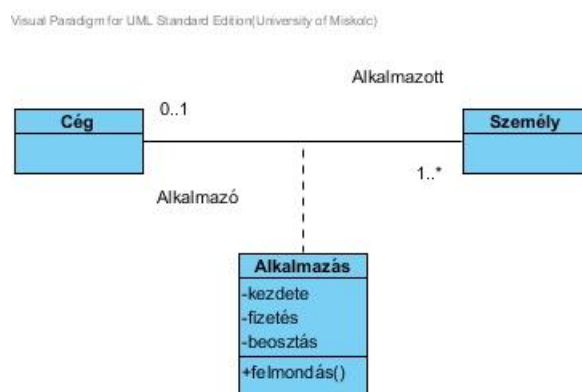 Visual Paradigm for UML Standard Edition(University of Miskolc)
Alkalmazott
0..1
Cég
Személy
1..*
Alkalmazó
Alkalmazás
-kezdete
-fizetés
-beosztás
+felmondás()